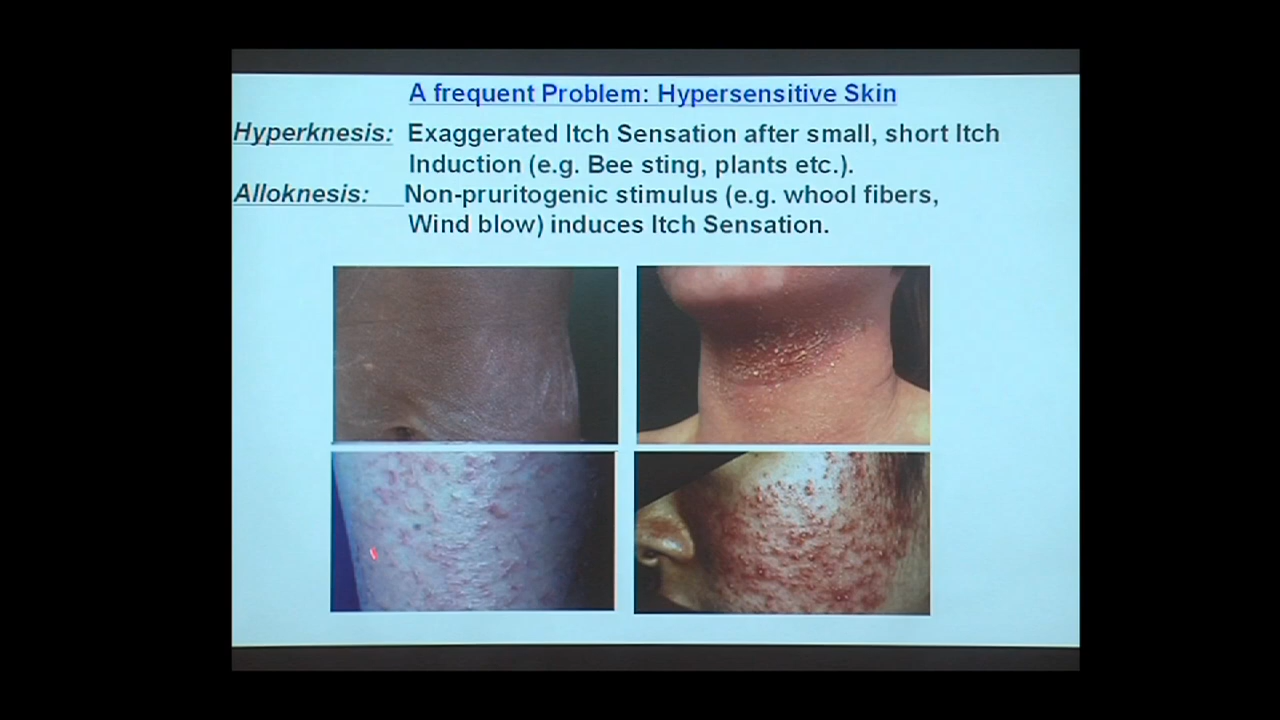 A frequent Problem: Hypersensitive Skin
Hyperknesis: Exaggerated Itch Sensation after small, short Itch
Induction (e.g. Bee sting, plants etc.).
Alloknesis: Non-pruritogenic stimulus (e.g. whool fibers,
Wind blow) induces Itch Sensation.